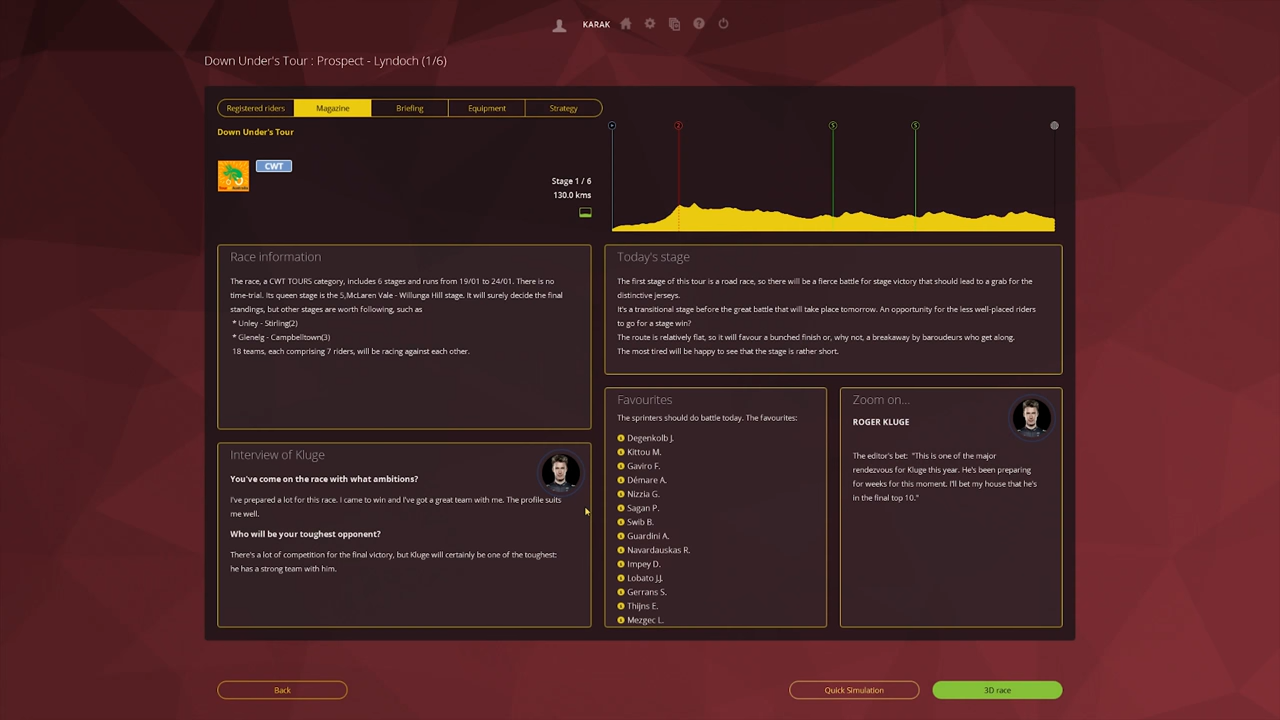 KARAK
Down Under's Tour : Prospect - Lyndoch (1/6)
Registered riders
Magazine
Briefing
Equipment
Strategy
Down Under's Tour
CWT
Stage 1 / 6
130.0 kms
2
S
S
Race information
The race, a CWT TOURS category, includes 6 stages and runs from 19/01 to 24/01. There is no
time-trial. Its queen stage is the 5,McLaren Vale - Willunga Hill stage. It will surely decide the final
standings, but other stages are worth following, such as
* Unley - Stirling(2)
* Glenelg - Campbelltown(3)
18 teams, each comprising 7 riders, will be racing against each other.
Today's stage
The first stage of this tour is a road race, so there will be a fierce battle for stage victory that should lead to a grab for the
distinctive jerseys.
It's a transitional stage before the great battle that will take place tomorrow. An opportunity for the less well-placed riders
to go for a stage win?
The route is relatively flat, so it will favour a bunched finish or, why not, a breakaway by baroudeurs who get along.
The most tired will be happy to see that the stage is rather short.
Interview of Kluge
You've come on the race with what ambitions?
I've prepared a lot for this race. I came to win and I've got a great team with me. The profile suits
me well.
Who will be your toughest opponent?
There's a lot of competition for the final victory, but Kluge will certainly be one of the toughest:
he has a strong team with him.
Favourites
The sprinters should do battle today. The favourites:
Degenkolb J.
Kittou M.
Gaviro F.
Démare A.
Nizzia G.
Sagan P.
Swib B.
Guardini A.
Navardauskas R.
Impey D.
Lobato J.J.
Gerrans S.
Thijns E.
Mezgec L.
Zoom on...
ROGER KLUGE
The editor's bet: "This is one of the major
rendezvous for Kluge this year. He's been preparing
for weeks for this moment. I'll bet my house that he's
in the final top 10."
Back
Quick Simulation
3D race